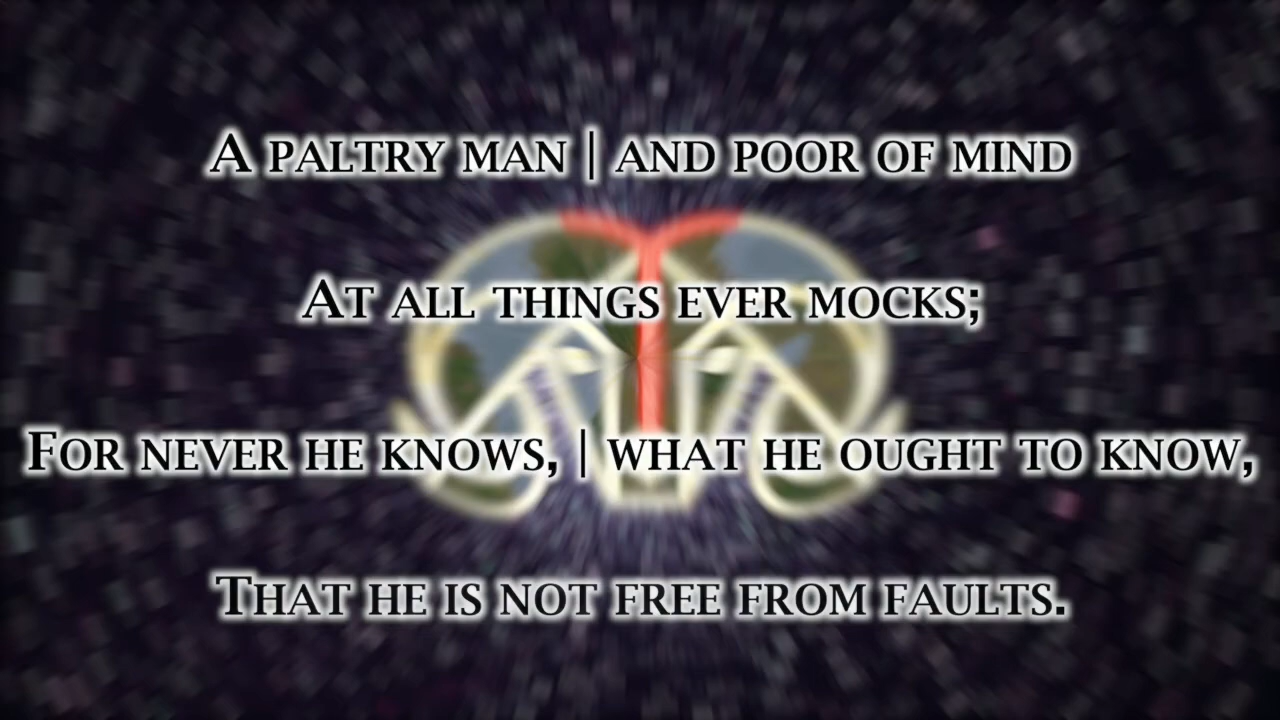 A PALTRY MAN | AND POOR OF MIND
AT ALL THINGS EVER MOCKS;
FOR NEVER HE KNOWS, | WHAT HE OUGHT TO KNOW,
THAT HE IS NOT FREE FROM FAULTS.